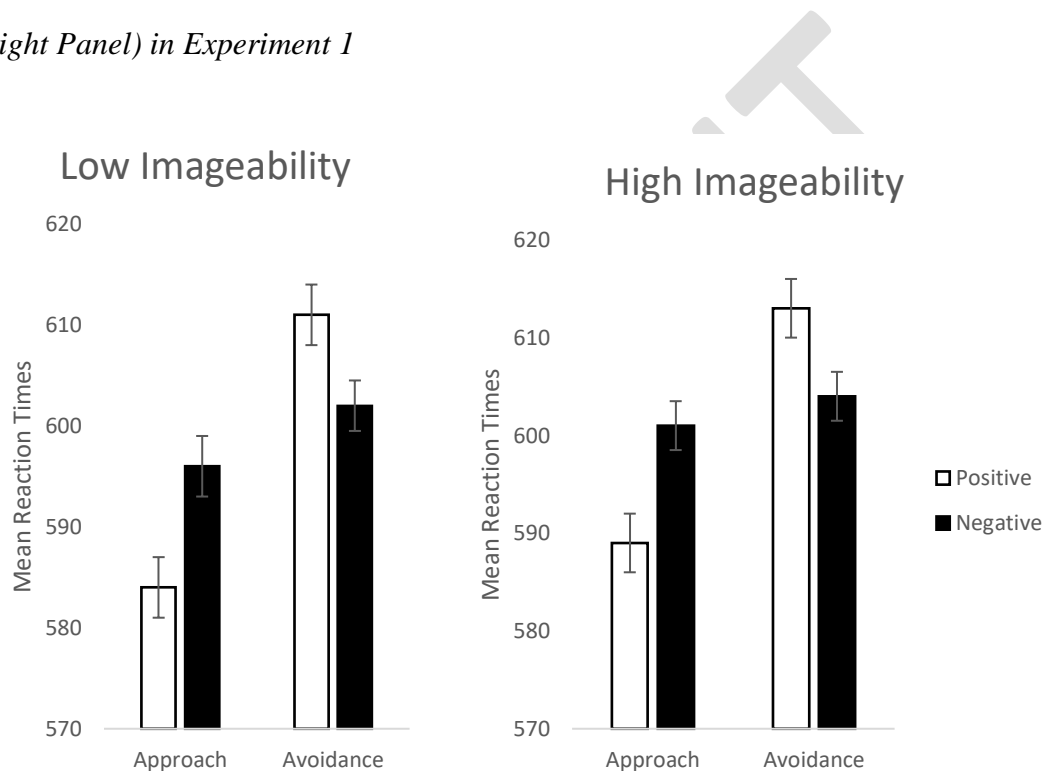 ight Panel) in Experiment 1
Low Imageability
620
610
600
590
580
570
Mean Reaction Times
Approach Avoidance
High Imageability
620
610
600
590
580
570
Mean Reaction Times
Approach Avoidance
Positive
Negative